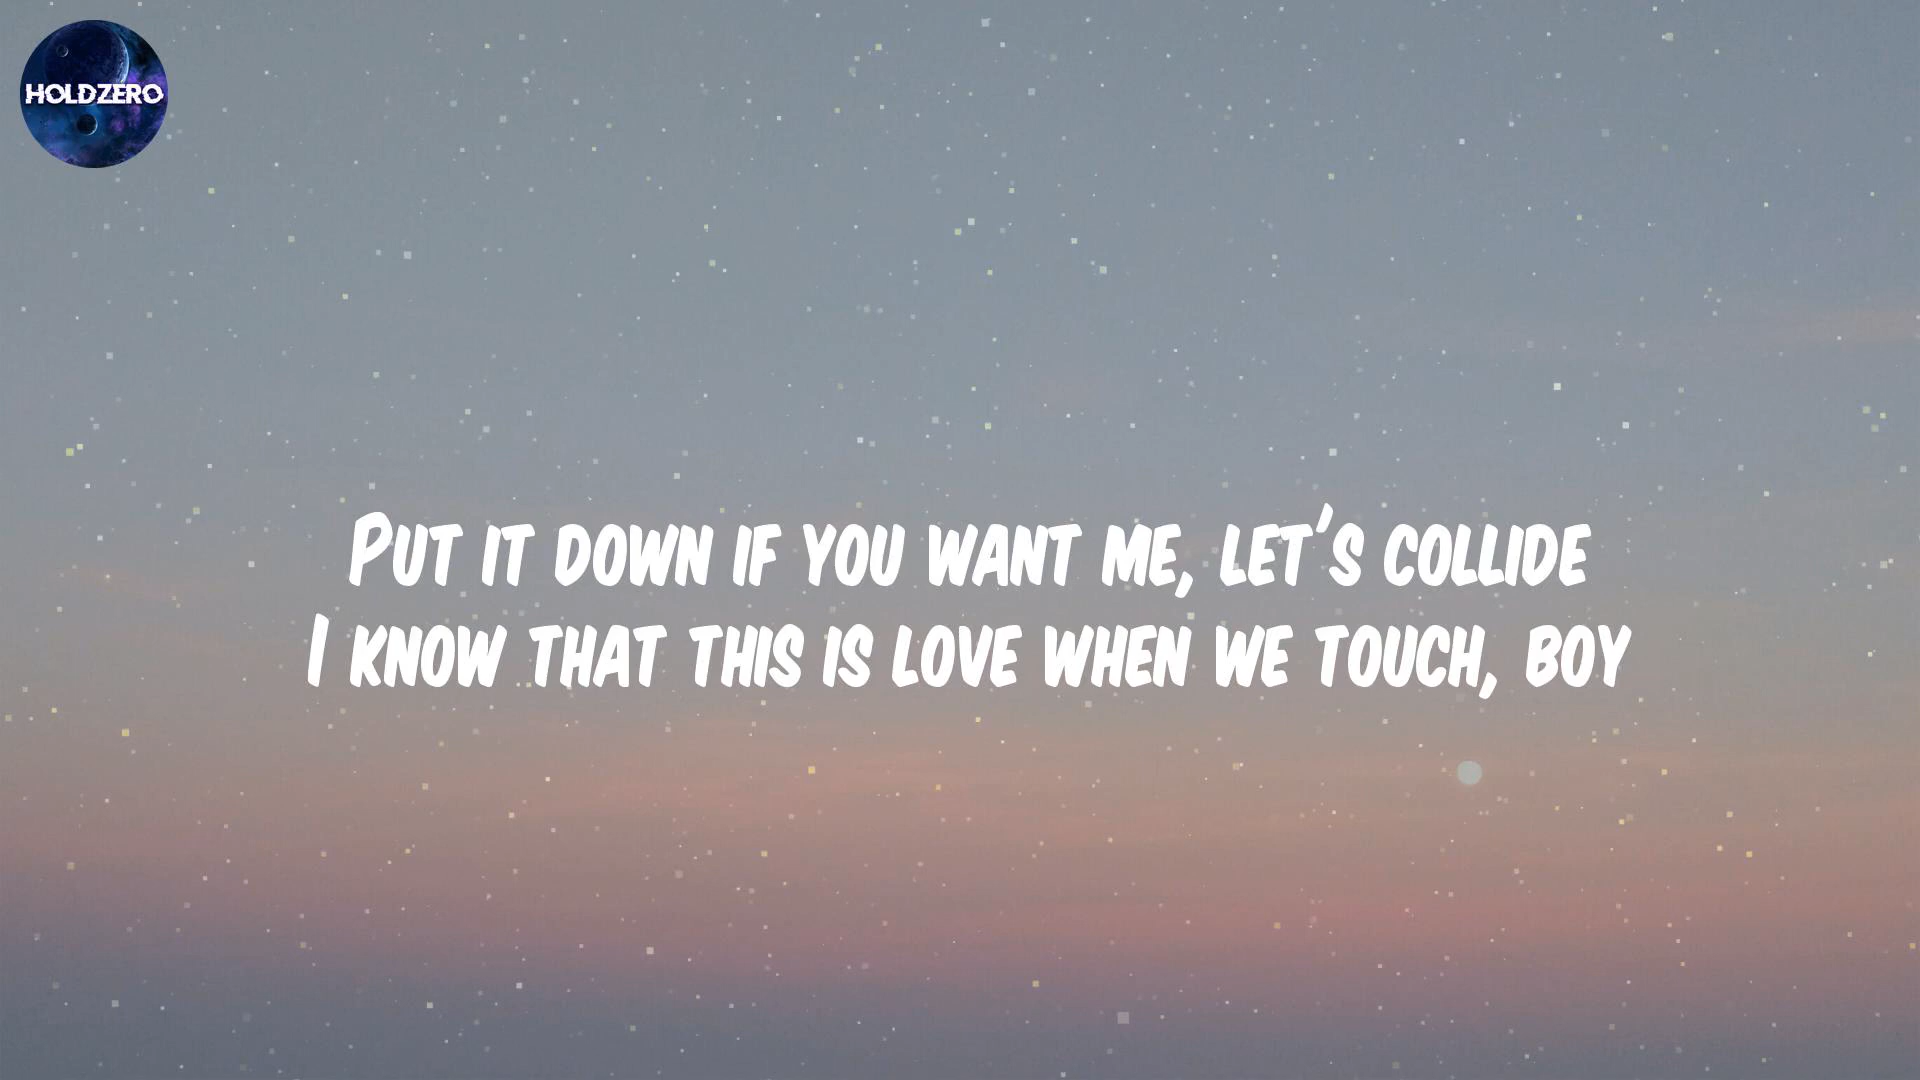 HOLDZERO
Put it down if you want me, let's collide
I know that this is love when we touch, boy